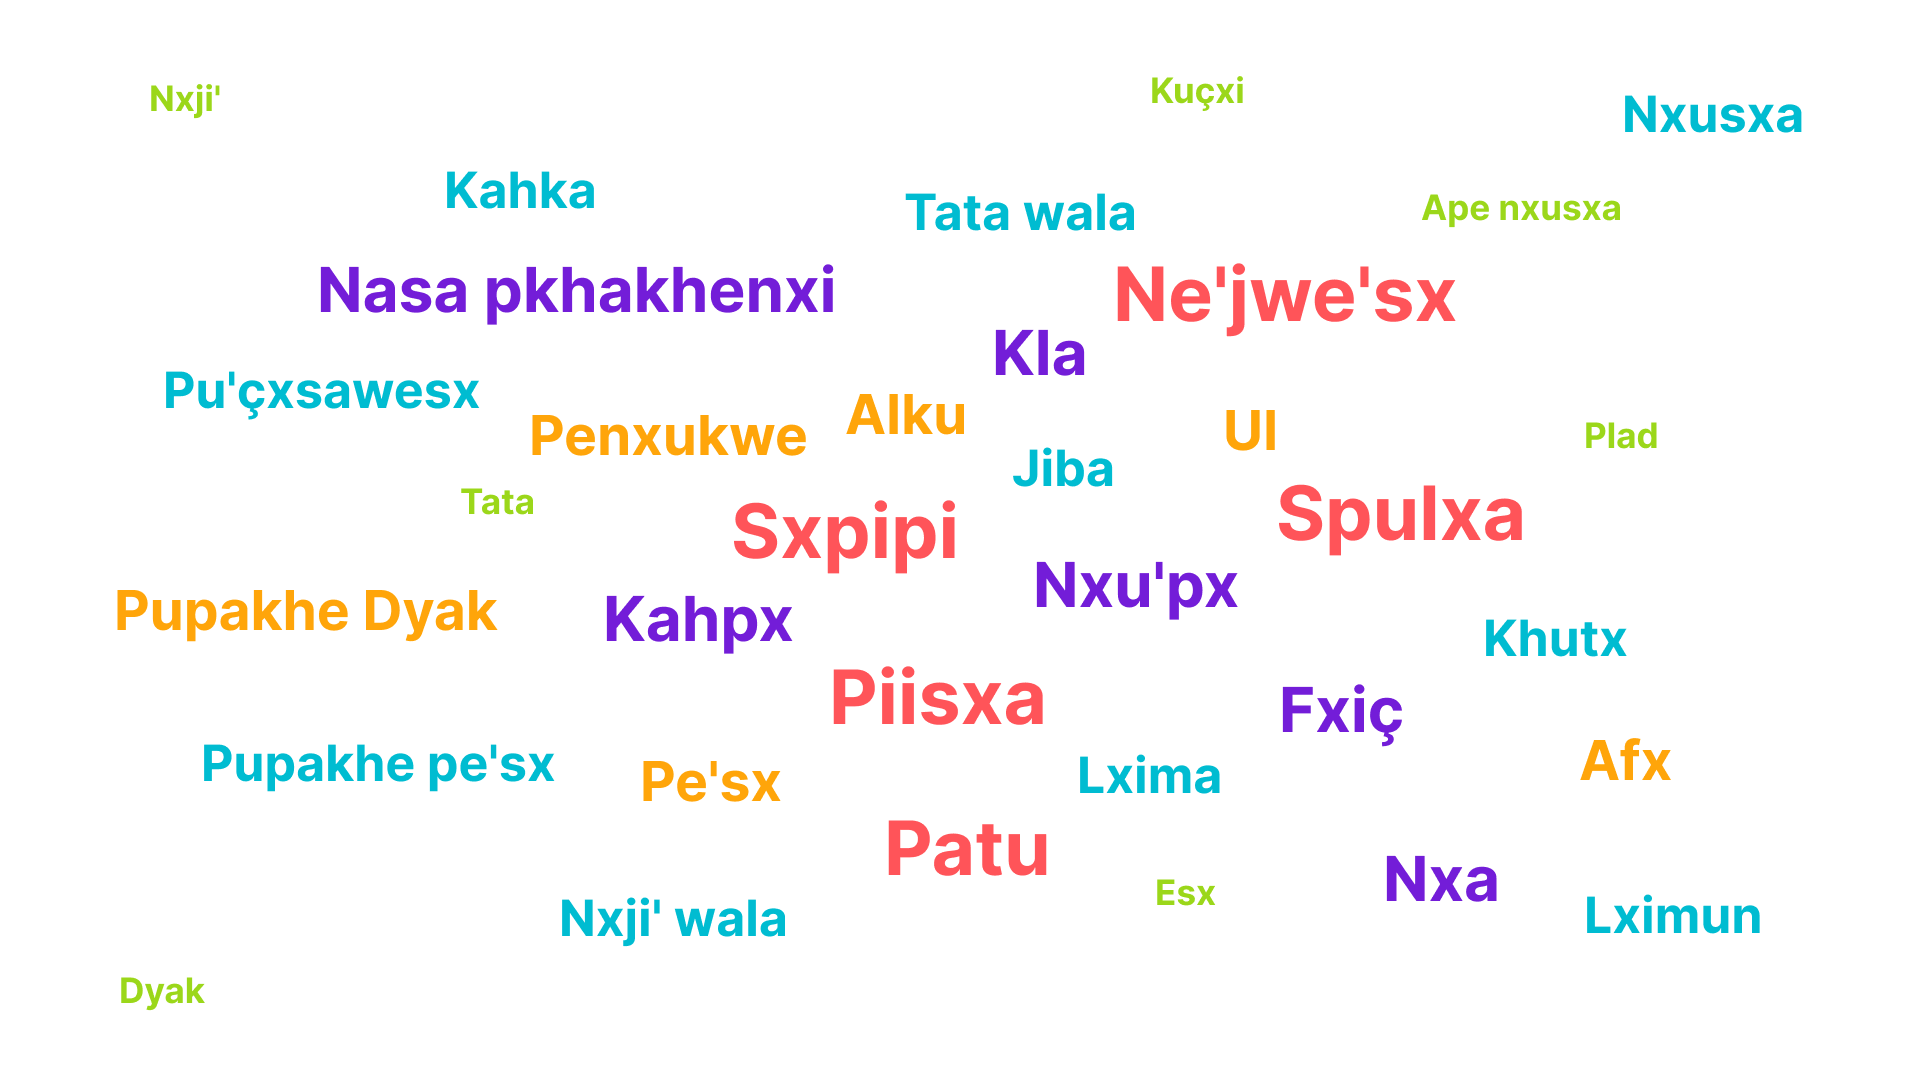 Nxji'
Kuçxi
Nxusxa
Kahka
Tata wala
Ape nxusxa
Nasa pkhakhenxi
Ne'jwe'sx
Kla
Pu'çxsawesx
Penxukwe
Alku
Ul
Plad
Jiba
Tata
Sxpipi
Spulxa
Nxu'px
Pupakhe Dyak
Kahpx
Khutx
Piisxa
Fxiç
Pupakhe pe'sx
Pe'sx
Lxima
Afx
Patu
Esx
Nxa
Nxji' wala
Lximun
Dyak